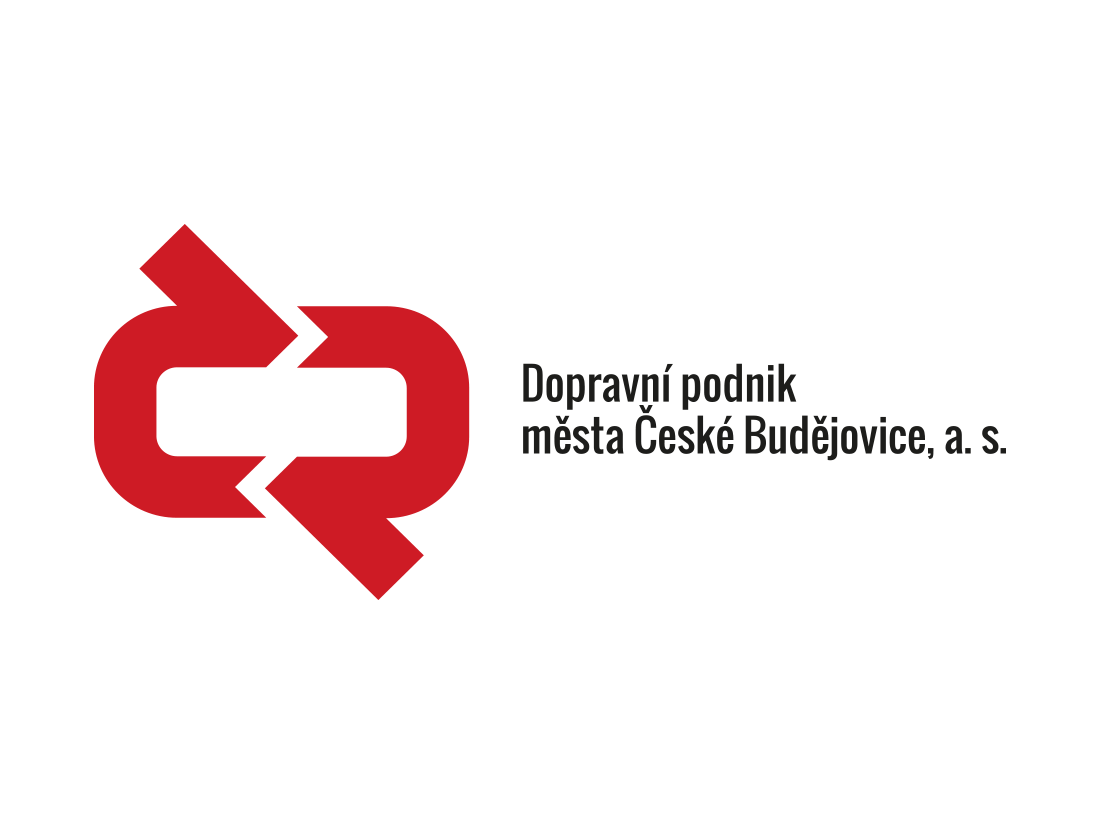 Dopravní podnik
města České Budějovice, a. s.